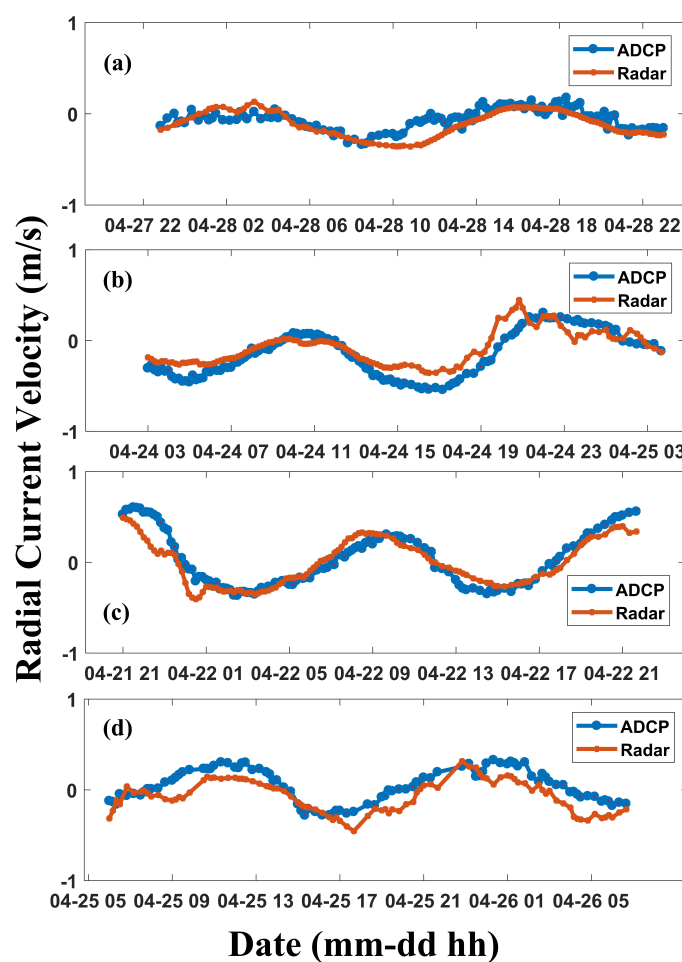 Radial Current Velocity (m/s)
1
0
-1
(a)
ADCP
Radar
04-27 22 04-28 02 04-28 06 04-28 10 04-28 14 04-28 18 04-28 22
1
0
-1
(b)
ADCP
Radar
04-24 03 04-24 07 04-24 11 04-24 15 04-24 19 04-24 23 04-25 03
1
0
-1
(c)
ADCP
Radar
04-21 21 04-22 01 04-22 05 04-22 09 04-22 13 04-22 17 04-22 21
1
0
-1
(d)
ADCP
Radar
04-25 05 04-25 09 04-25 13 04-25 17 04-25 21 04-26 01 04-26 05
Date (mm-dd hh)